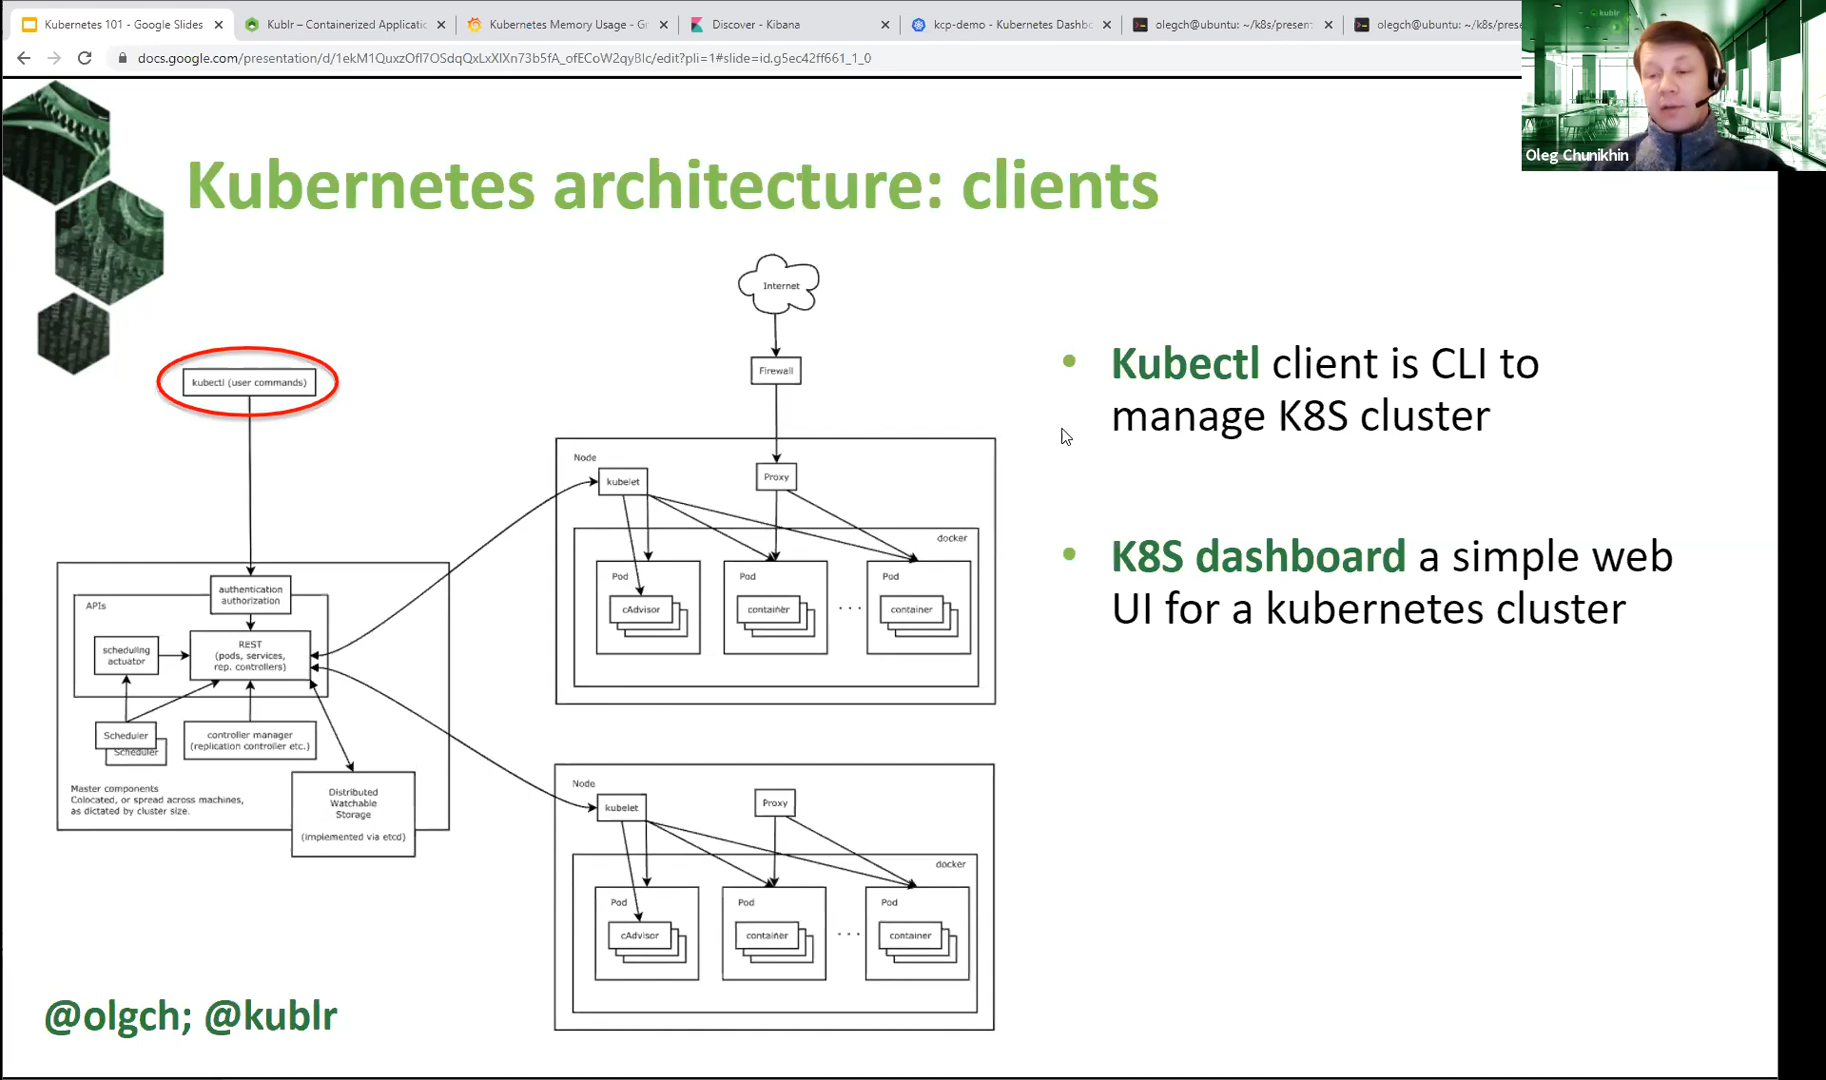 Kubernetes 101 - Google Slides
Kublr – Containerized Applicatic
Kubernetes Memory Usage - Gr
Discover - Kibana
kcp-demo - Kubernetes Dashbo
olegch@ubuntu: ~/k8s/presen
olegch@ubuntu: ~/k8s/prese
docs.google.com/presentation/d/1ekM1QuxzOfl7OSdqQxLxXlXn73b5fA_ofECoW2qyBlc/edit?pli=1#slide=id.g5ec42ff661_1_0
kublr
Oleg Chunikhin
Kubernetes architecture: clients
Internet
Firewall
kubectl (user commands)
Node
kubelet
Proxy
docker
Pod
cAdvisor
Pod
container
. . .
Pod
container
authentication
authorization
APIs
scheduling
actuator
REST
(pods, services,
rep. controllers)
Scheduler
Scheduler
controller manager
(replication controller etc.)
Master components
Colocated, or spread across machines,
as dictated by cluster size.
Distributed
Watchable
Storage
(implemented via etcd)
Node
kubelet
Proxy
docker
Pod
cAdvisor
Pod
container
. . .
Pod
container
• Kubectl client is CLI to
manage K8S cluster
• K8S dashboard a simple web
UI for a kubernetes cluster
@olgch; @kublr